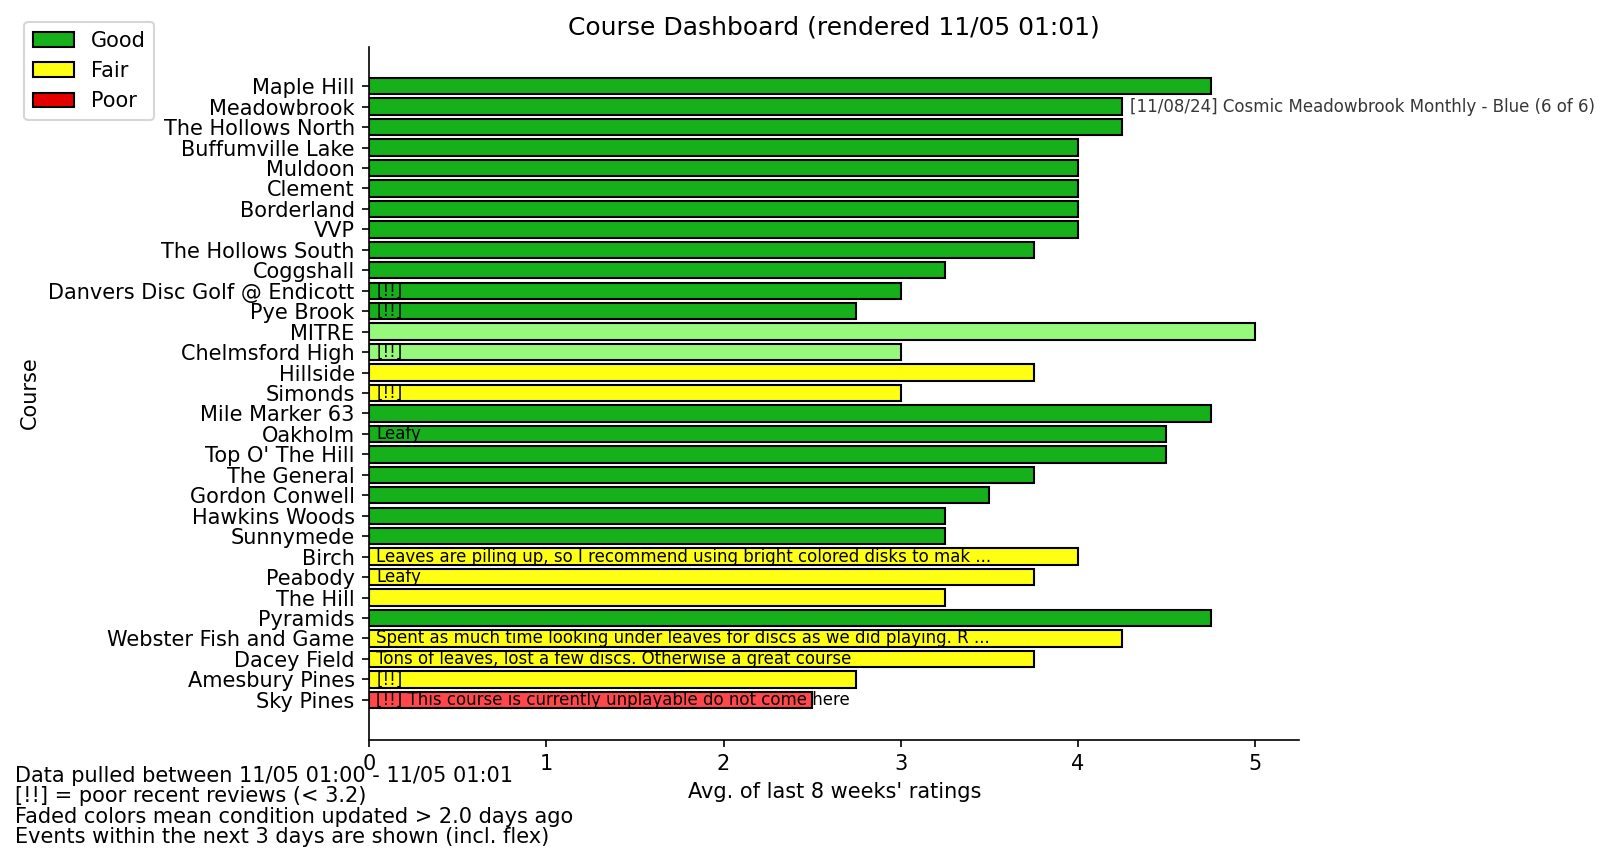 Course Dashboard (rendered 11/05 01:01)
Good
Fair
Poor
Maple Hill
Meadowbrook [11/08/24] Cosmic Meadowbrook Monthly - Blue (6 of 6)
The Hollows North
Buffumville Lake
Muldoon
Clement
Borderland
VVP
The Hollows South
Coggshall
Danvers Disc Golf @ Endicott [!!]
Pye Brook [!!]
MITRE
Chelmsford High [!!]
Hillside
Simonds [!!]
Mile Marker 63
Oakholm Leafy
Top O' The Hill
The General
Gordon Conwell
Hawkins Woods
Sunnymede
Birch Leaves are piling up, so I recommend using bright colored disks to mak ...
Peabody Leafy
The Hill
Pyramids
Webster Fish and Game Spent as much time looking under leaves for discs as we did playing. R ...
Dacey Field Tons of leaves, lost a few discs. Otherwise a great course
Amesbury Pines [!!]
Sky Pines [!!] This course is currently unplayable do not come here
Course
0 1 2 3 4 5
Avg. of last 8 weeks' ratings
Data pulled between 11/05 01:00 - 11/05 01:01
[!!] = poor recent reviews (< 3.2)
Faded colors mean condition updated > 2.0 days ago
Events within the next 3 days are shown (incl. flex)